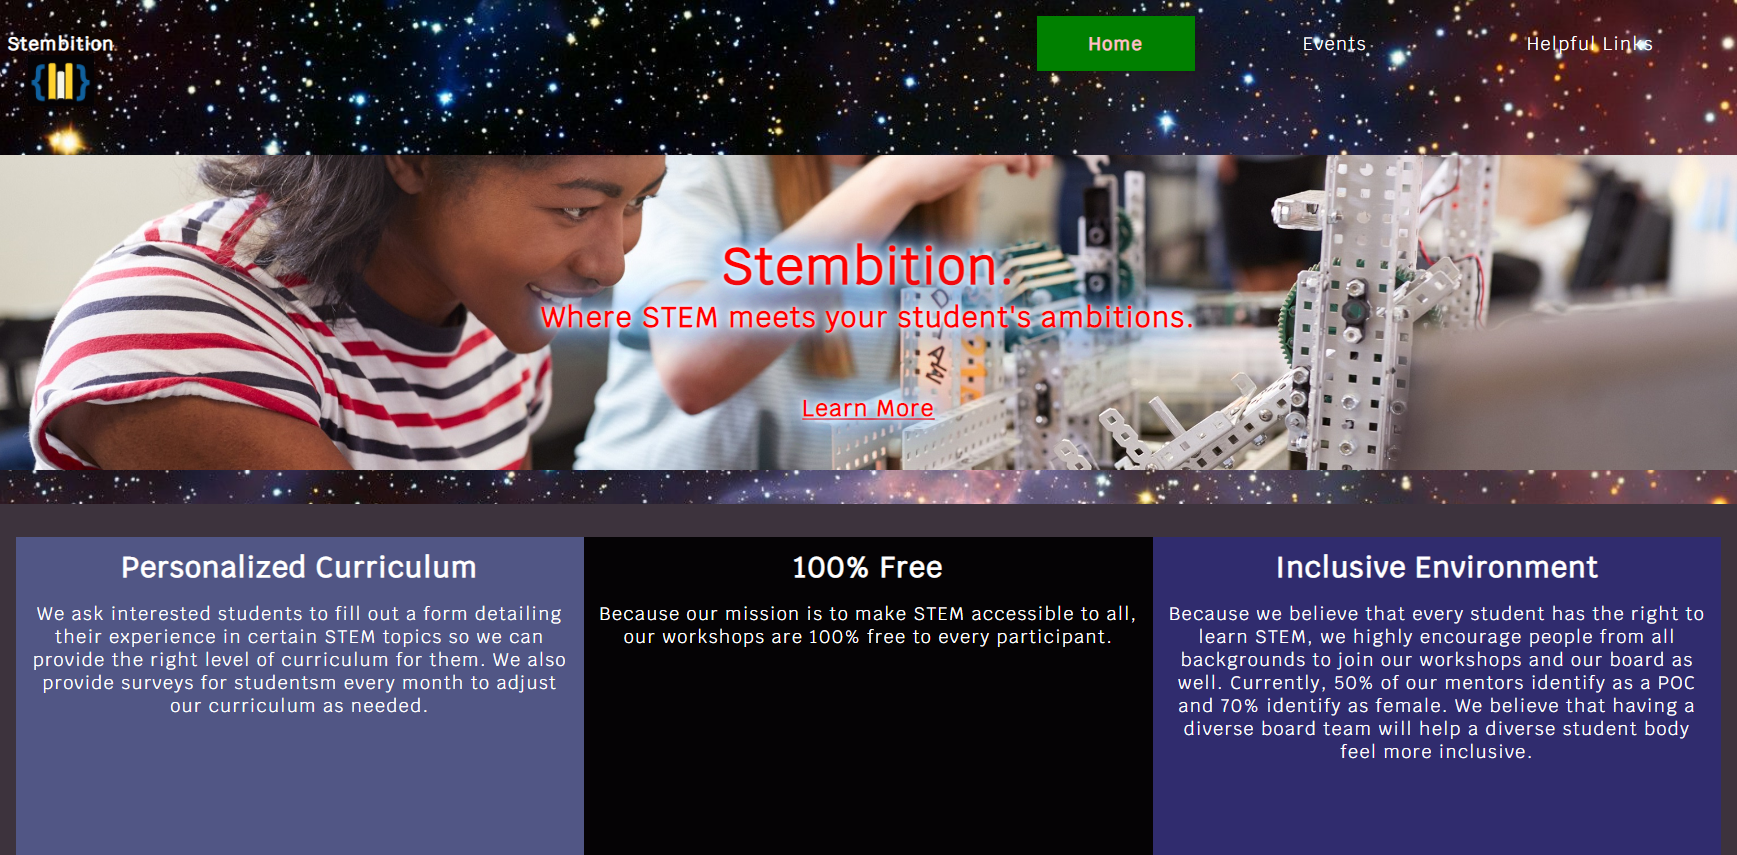 Stembition
Home
Events
Helpful Links
Stembition.
Where STEM meets your student's ambitions.
Learn More
Personalized Curriculum
We ask interested students to fill out a form detailing
their experience in certain STEM topics so we can
provide the right level of curriculum for them. We also
provide surveys for studentsm every month to adjust
our curriculum as needed.
100% Free
Because our mission is to make STEM accessible to all,
our workshops are 100% free to every participant.
Inclusive Environment
Because we believe that every student has the right to
learn STEM, we highly encourage people from all
backgrounds to join our workshops and our board as
well. Currently, 50% of our mentors identify as a POC
and 70% identify as female. We believe that having a
diverse board team will help a diverse student body
feel more inclusive.